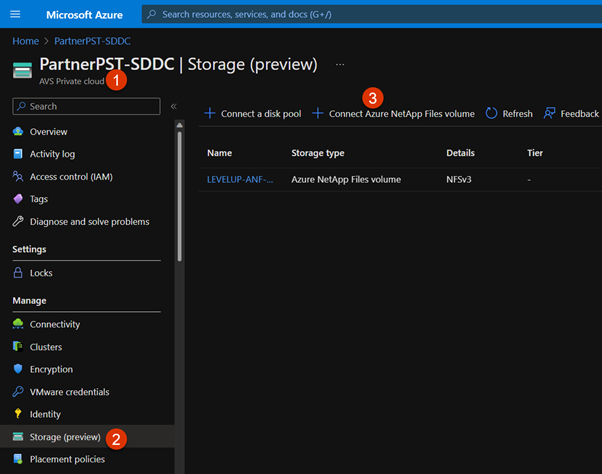 Microsoft Azure
Search resources, services, and docs (G+/)
Home > PartnerPST-SDDC
PartnerPST-SDDC | Storage (preview) ...
AVS Private cloud 1
Search «
Overview
Activity log
Access control (IAM)
Tags
Diagnose and solve problems
Settings
Locks
Manage
Connectivity
Clusters
Encryption
VMware credentials
Identity
Storage (preview) 2
Placement policies
3
+ Connect a disk pool + Connect Azure NetApp Files volume Refresh Feedback
Name Storage type Details Tier
LEVELUP-ANF-... Azure NetApp Files volume NFSv3 -